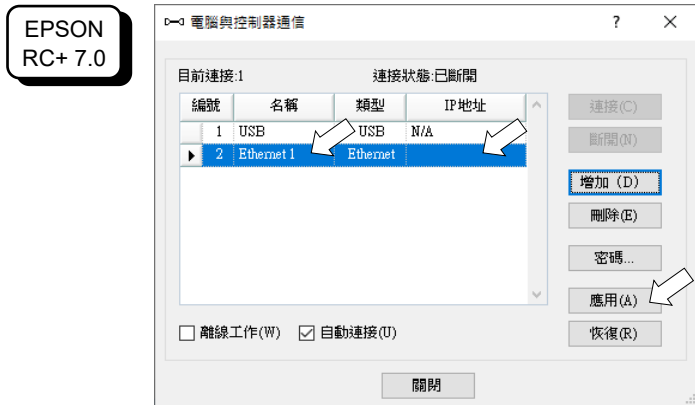 EPSON
RC+ 7.0
電腦與控制器通信
?
目前連接:1 連接狀態:已斷開
編號 名稱 類型 IP地址
1 USB USB N/A
2 Ethernet 1 Ethernet
連接(C)
斷開(N)
增加 (D)
刪除(E)
密碼...
應用(A)
恢復(R)
離線工作(W) 自動連接(U)
關閉